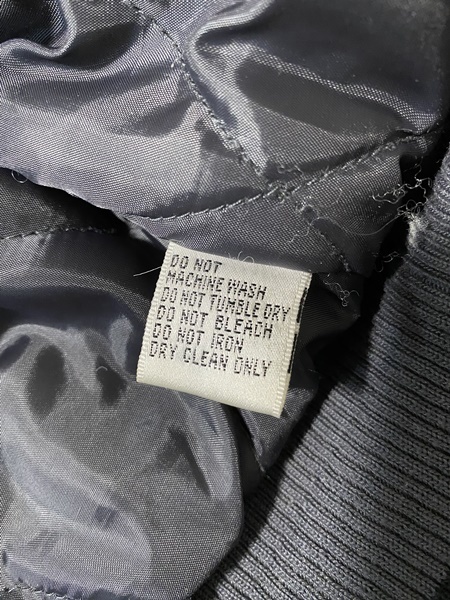 DO NOT
MACHINE WASH
DO NOT TUMBLE DRY
DO NOT BLEACH
DO NOT IRON
DRY CLEAN ONLY